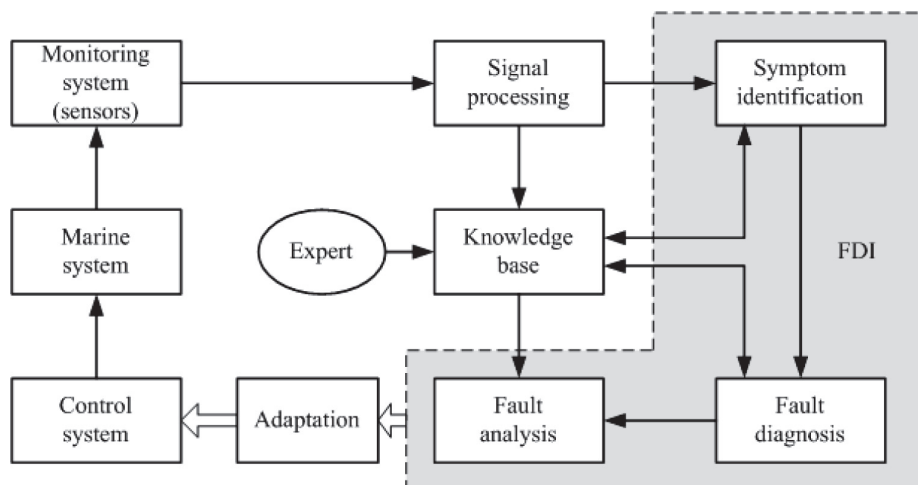 Monitoring
system
(sensors)
Signal
processing
Symptom
identification
Marine
system
Expert
Knowledge
base
FDI
Control
system
Adaptation
Fault
analysis
Fault
diagnosis